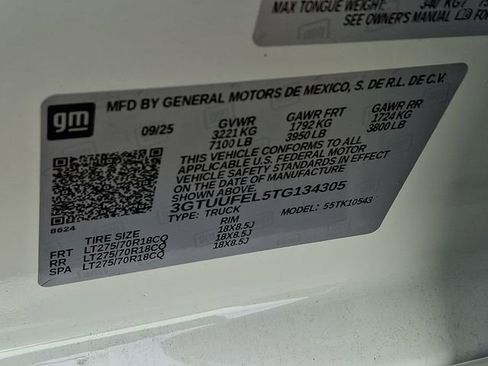 MAX TONGUE WEIGHT: 340 KG / 75
SEE OWNER'S MANUAL FOR
gm
MFD BY GENERAL MOTORS DE MEXICO, S. DE R.L. DE C.V.
09/25 GVWR GAWR FRT GAWR RR
3221 KG 1792 KG 1724 KG
7100 LB 3950 LB 3800 LB
THIS VEHICLE CONFORMS TO ALL
APPLICABLE U.S. FEDERAL MOTOR
VEHICLE SAFETY STANDARDS IN EFFECT
ON THE DATE OF MANUFACTURE
3GTUUFEL5TG134305
TYPE: TRUCK MODEL: 55TK10543
8624
TIRE SIZE RIM
FRT LT275/70R18CQ 18X8.5J
RR LT275/70R18CQ 18X8.5J
SPA LT275/70R18CQ 18X8.5J